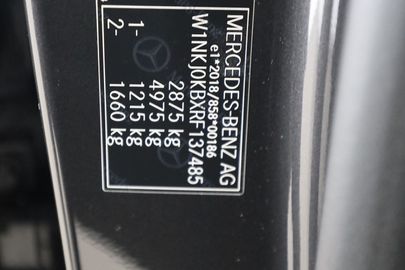 MERCEDES-BENZ AG
e1*2018/858*00186
W1NKJ0KBXRF137485
2875 kg
4975 kg
1- 1215 kg
2- 1660 kg